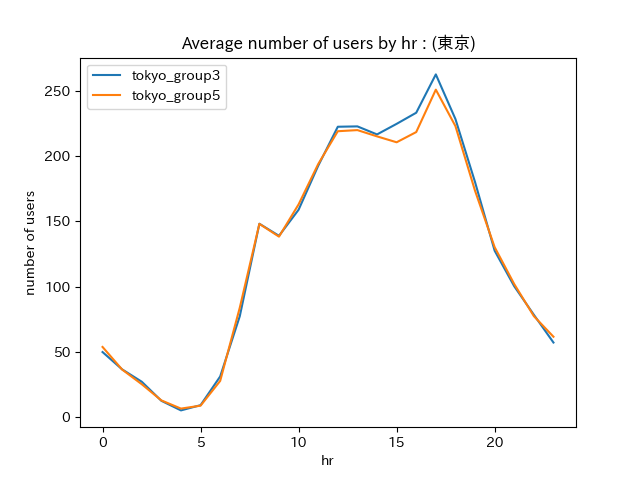 Average number of users by hr : (東京)
tokyo_group3
tokyo_group5
number of users
250
200
150
100
50
0
0 5 10 15 20
hr